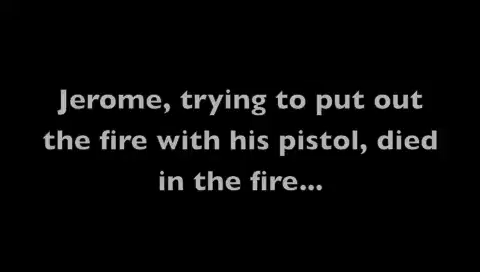 Jerome, trying to put out
the fire with his pistol, died
in the fire...